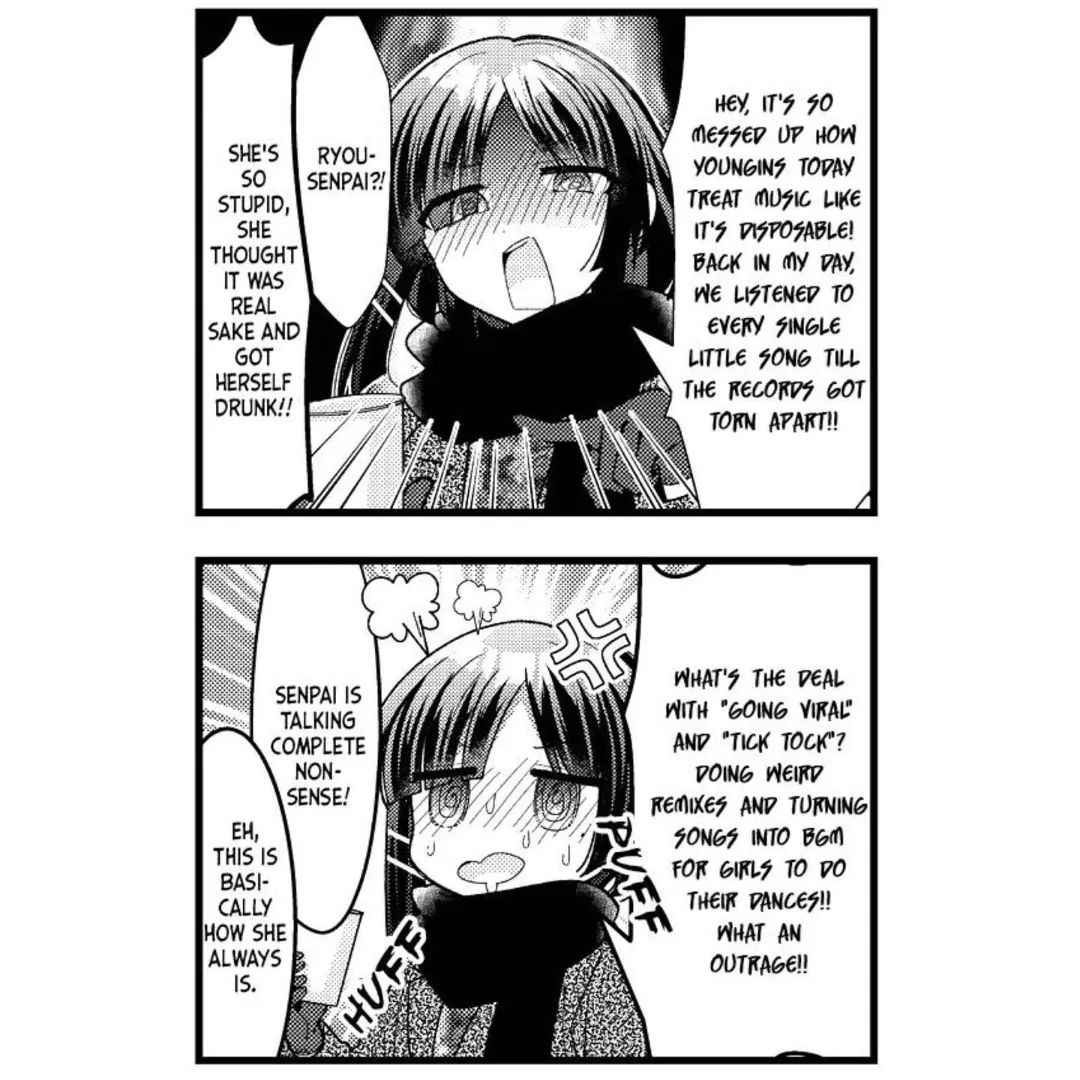 HEY, IT'S SO
MESSED UP HOW
YOUNGINS TODAY
TREAT MUSIC LIKE
IT'S DISPOSABLE!
BACK IN MY DAY,
WE LISTENED TO
EVERY SINGLE
LITTLE SONG TILL
THE RECORDS GOT
TORN APART!!
RYOU-
SENPAI?!
SHE'S
SO
STUPID,
SHE
THOUGHT
IT WAS
REAL
SAKE AND
GOT
HERSELF
DRUNK!!
WHAT'S THE DEAL
WITH "GOING VIRAL"
AND "TICK TOCK"?
DOING WEIRD
REMIXES AND TURNING
SONGS INTO BGM
FOR GIRLS TO DO
THEIR DANCES!!
WHAT AN
OUTRAGE!!
PUFF
HUFF
SENPAI IS
TALKING
COMPLETE
NON-
SENSE!
EH,
THIS IS
BASI-
CALLY
HOW SHE
ALWAYS
IS.